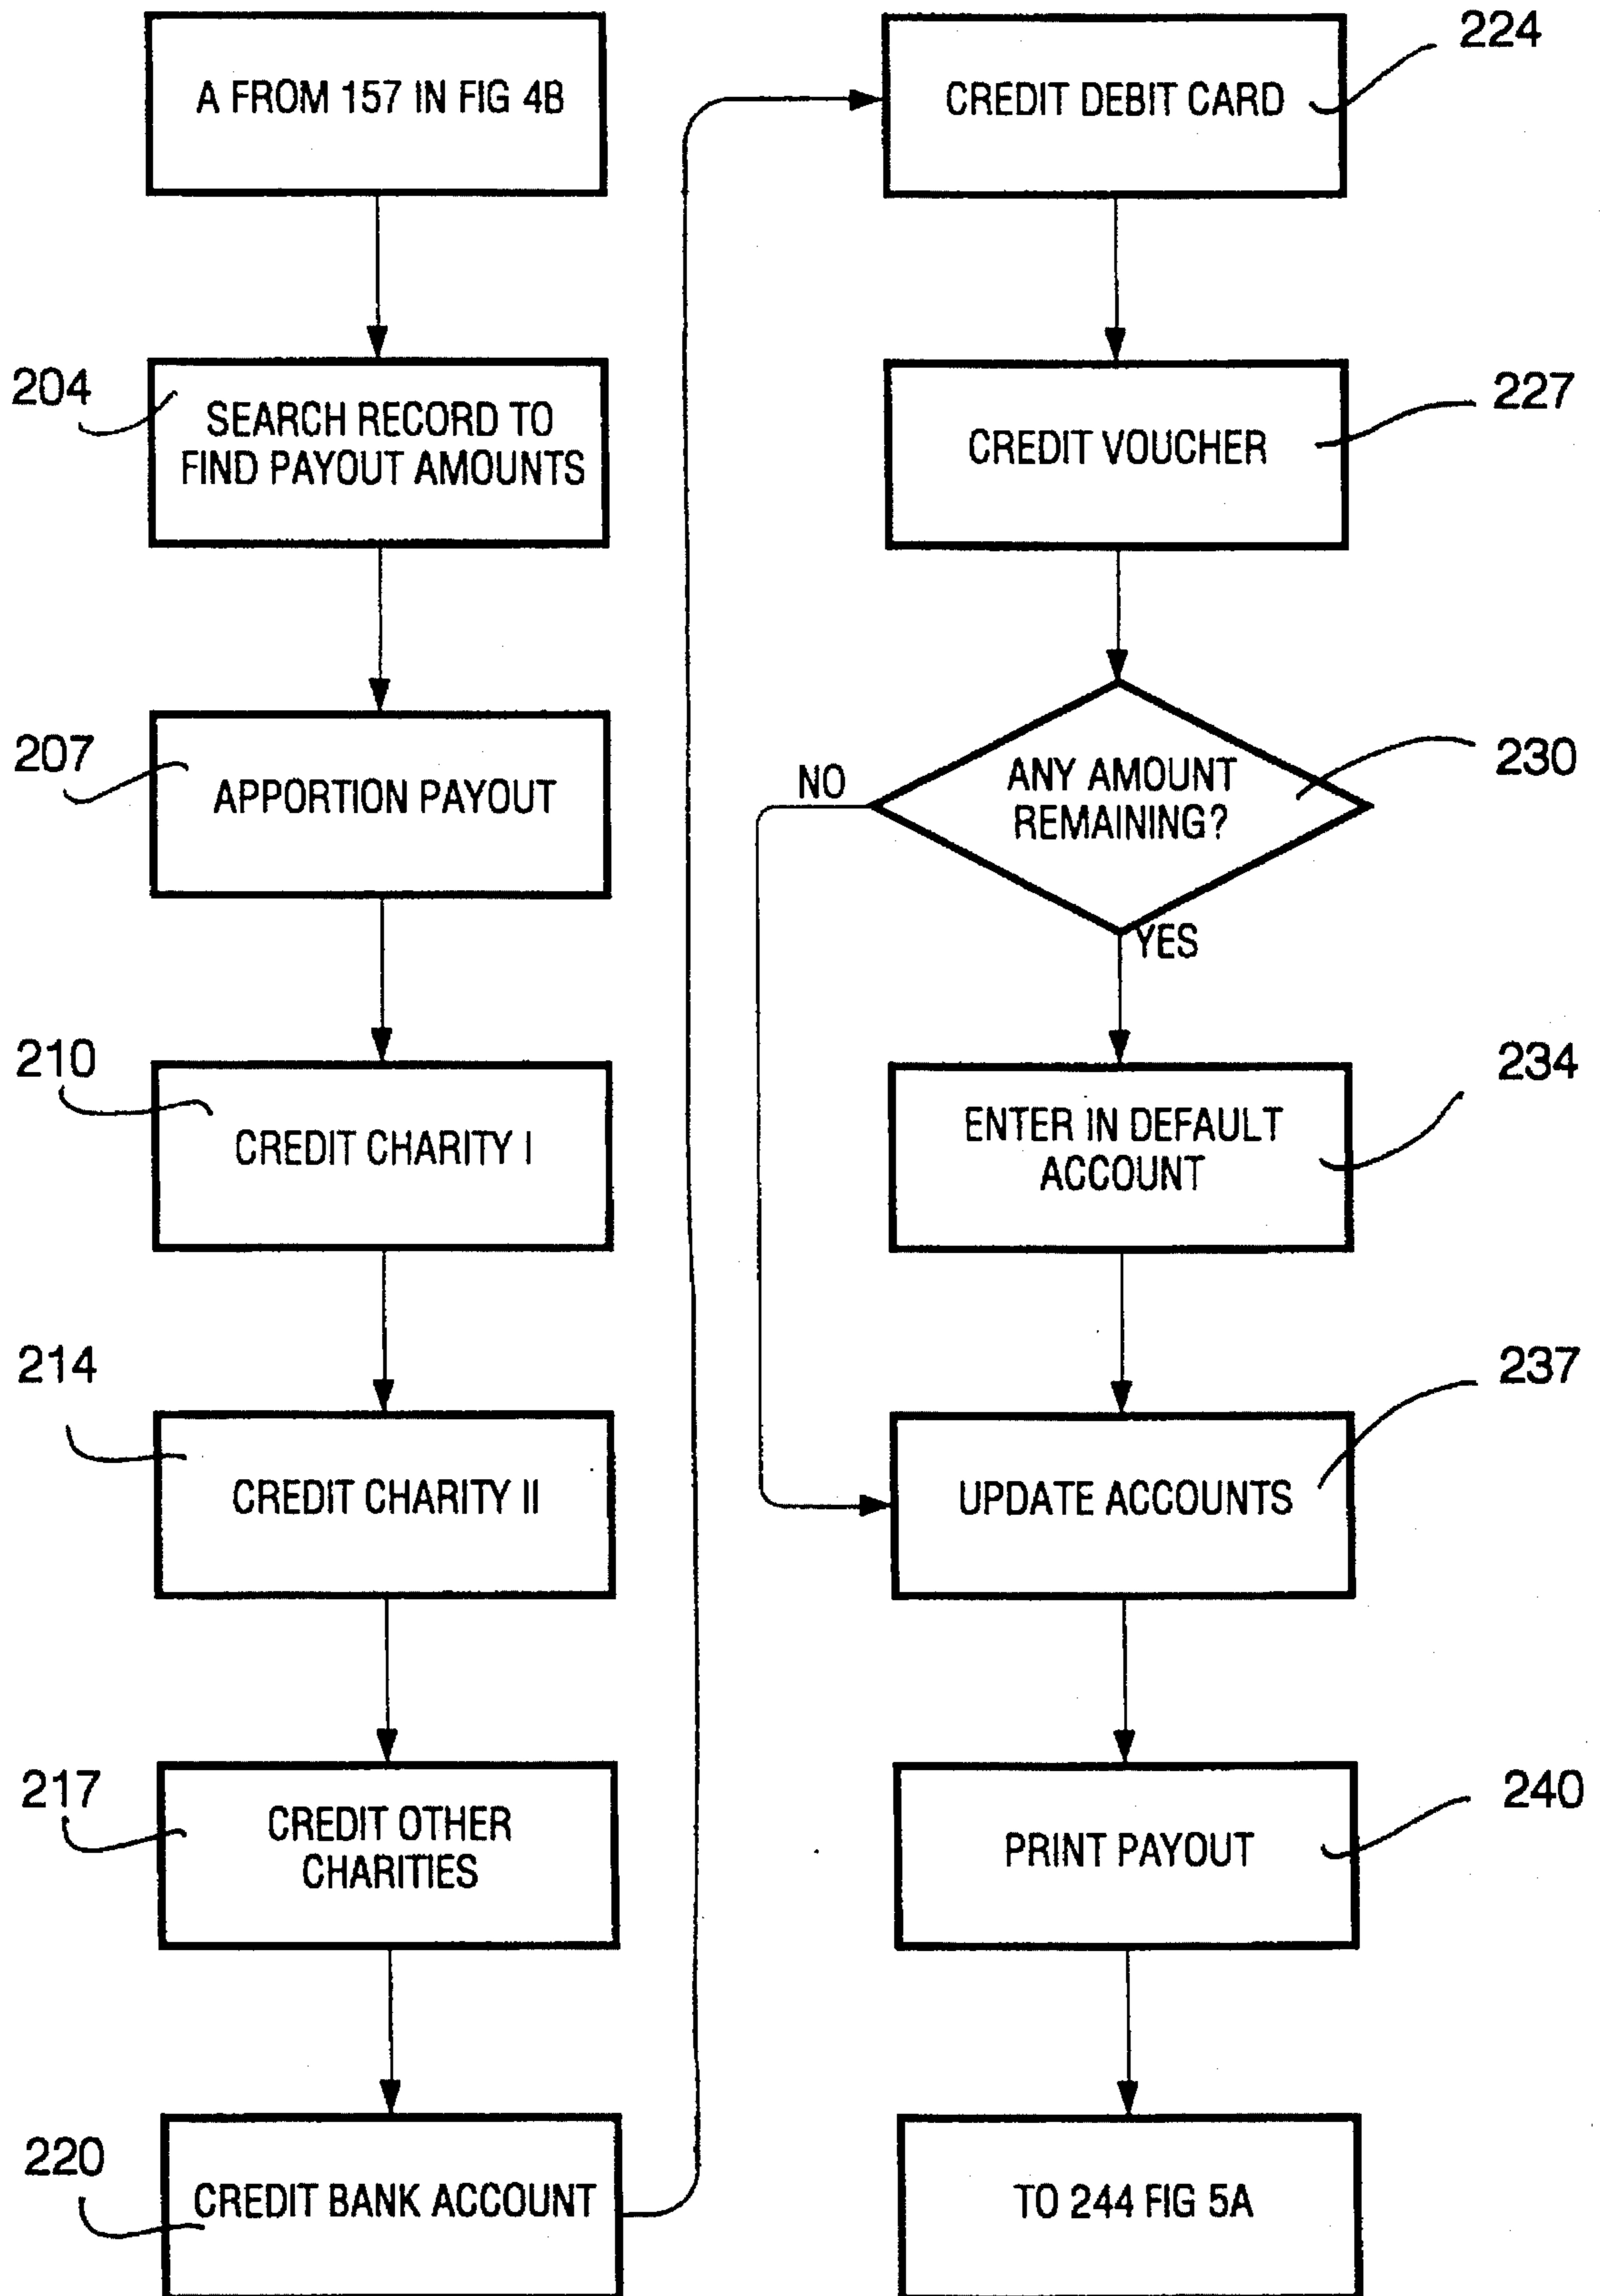 A FROM 157 IN FIG 4B
204
SEARCH RECORD TO
FIND PAYOUT AMOUNTS
207
APPORTION PAYOUT
210
CREDIT CHARITY I
214
CREDIT CHARITY II
217
CREDIT OTHER
CHARITIES
220
CREDIT BANK ACCOUNT
224
CREDIT DEBIT CARD
227
CREDIT VOUCHER
230
ANY AMOUNT
REMAINING?
NO
YES
234
ENTER IN DEFAULT
ACCOUNT
237
UPDATE ACCOUNTS
240
PRINT PAYOUT
TO 244 FIG 5A